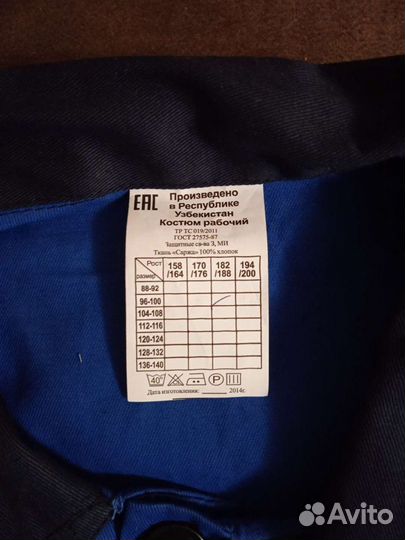 ЕАС
Произведено
в Республике
Узбекистан
Костюм рабочий
ТР ТС 019/2011
ГОСТ 27575-87
Защитные св-ва З, МИ
Ткань «Саржа» 100% хлопок
Рост 158 170 182 194
размер /164 /176 /188 /200
88-92
96-100
104-108
112-116
120-124
128-132
136-140
40° P
Дата изготовления: 2014г.
Avito